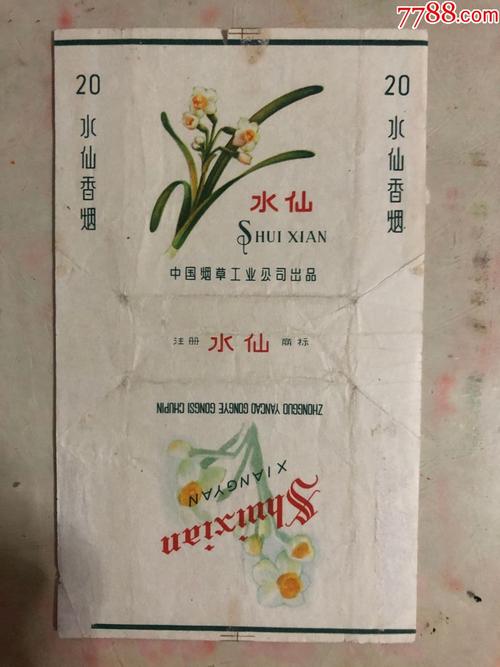 7788.com
20
水仙香烟
20
水仙香烟
水仙
SHUI XIAN
中国烟草工业公司出品
注册 水仙 商标
ZHONGGUO YANCAO GONGYE GONGSI CHUPIN
XIANGYAN
Shuixian